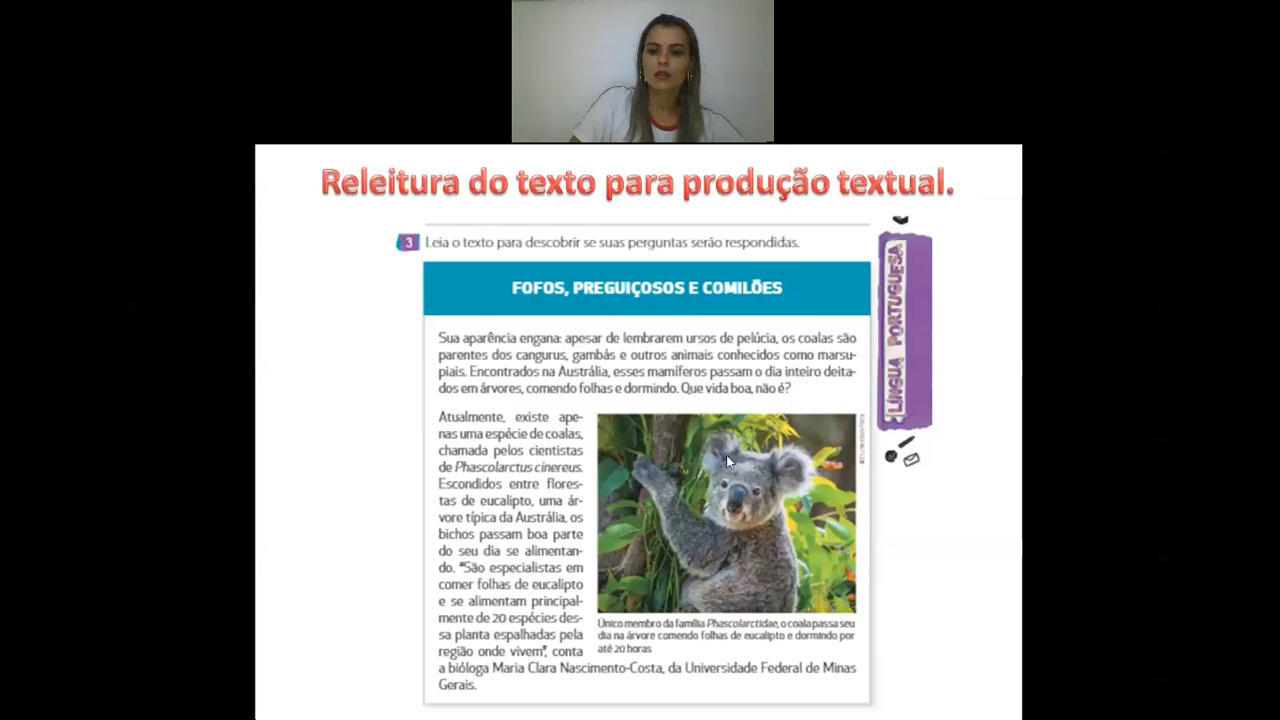 Releitura do texto para produção textual.
3 Leia o texto para descobrir se suas perguntas serão respondidas.
FOFOS, PREGUIÇOSOS E COMILÕES
Sua aparência engana: apesar de lembrarem ursos de pelúcia, os coalas são
parentes dos cangurus, gambás e outros animais conhecidos como marsu-
piais. Encontrados na Austrália, esses mamíferos passam o dia inteiro deita-
dos em árvores, comendo folhas e dormindo. Que vida boa, não é?
Atualmente, existe ape-
nas uma espécie de coalas,
chamada pelos cientistas
de Phascolarctus cinereus.
Escondidos entre flores-
tas de eucalipto, uma ár-
vore típica da Austrália, os
bichos passam boa parte
do seu dia se alimentan-
do. "São especialistas em
comer folhas de eucalipto
e se alimentam principal-
mente de 20 espécies des-
sa planta espalhadas pela
região onde vivem", conta
a bióloga Maria Clara Nascimento-Costa, da Universidade Federal de Minas
Gerais.
Único membro da família Phascolarctidae, o coala passa seu
dia na árvore comendo folhas de eucalipto e dormindo por
até 20 horas
LÍNGUA PORTUGUESA